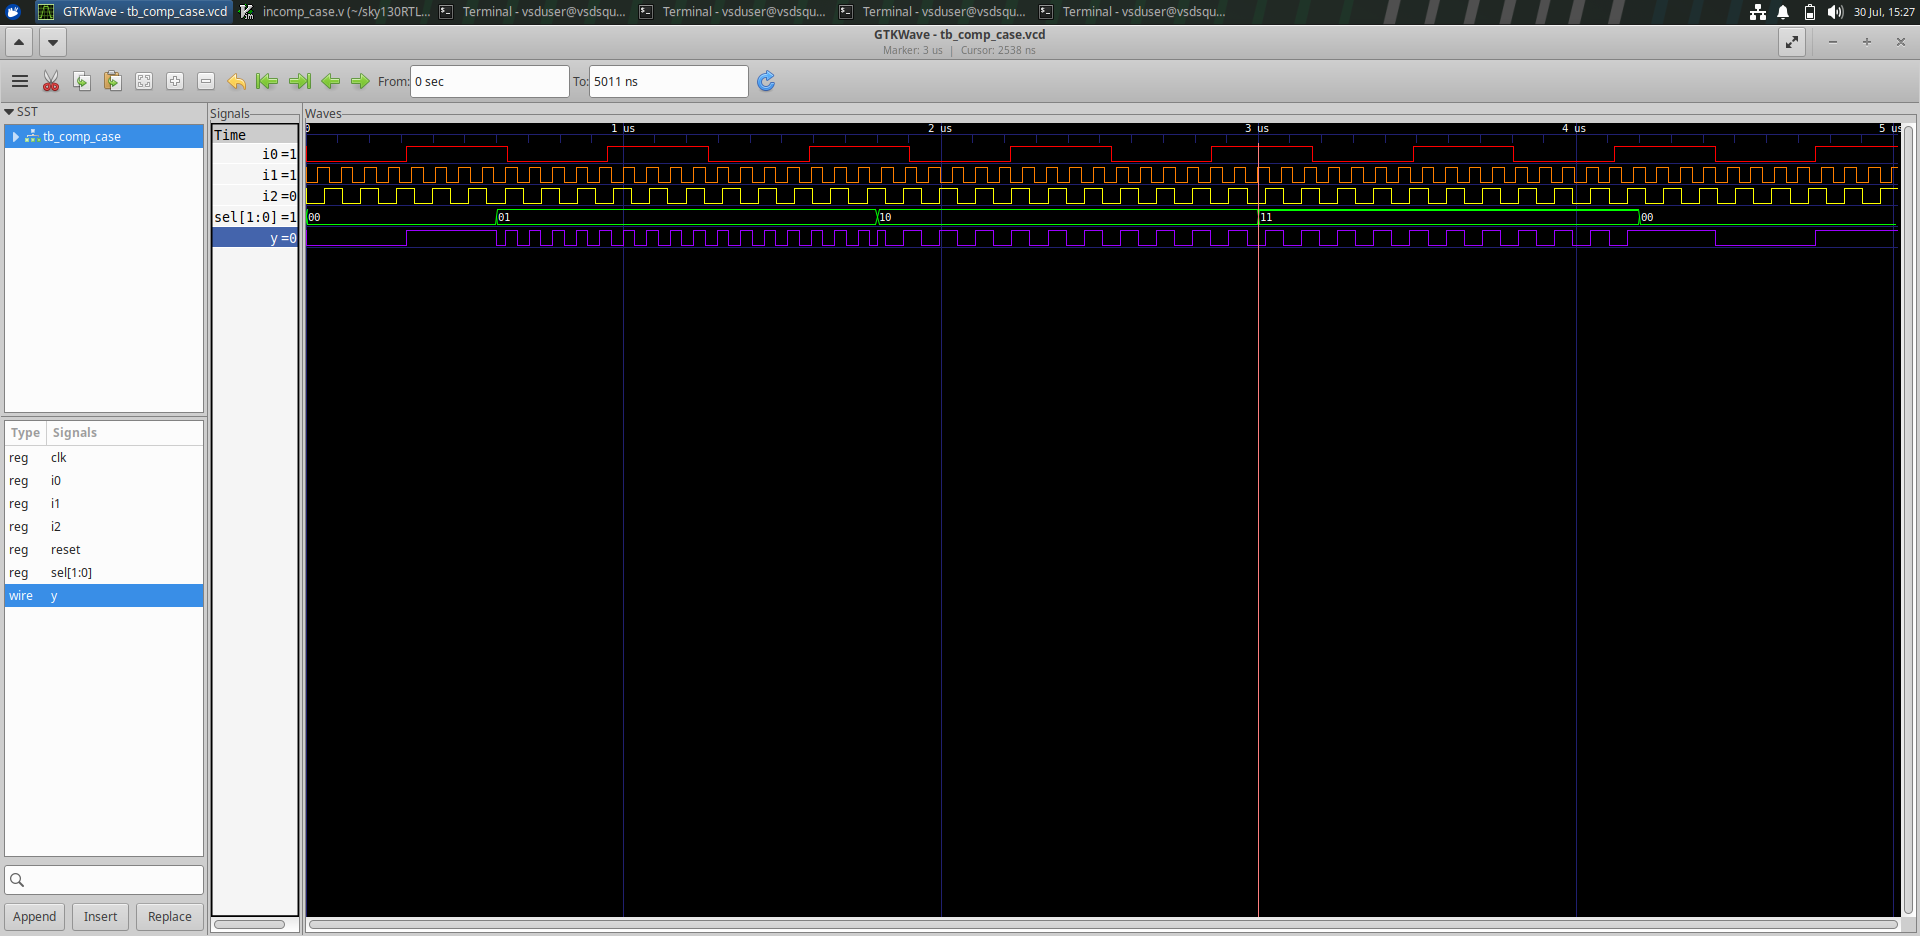 GTKWave - tb_comp_case.vcd
incomp_case.v (~/sky130RTL...
Terminal - vsduser@vsdsqu...
Terminal - vsduser@vsdsqu...
Terminal - vsduser@vsdsqu...
Terminal - vsduser@vsdsqu...
30 Jul, 15:27
GTKWave - tb_comp_case.vcd
Marker: 3 us | Cursor: 2538 ns
From: 0 sec To: 5011 ns
SST
tb_comp_case
Type Signals
reg clk
reg i0
reg i1
reg i2
reg reset
reg sel[1:0]
wire y
Append Insert Replace
Signals
Time
i0 =1
i1 =1
i2 =0
sel[1:0] =1
y =0
Waves
0 1 us 2 us 3 us 4 us 5 us
00 01 10 11 00